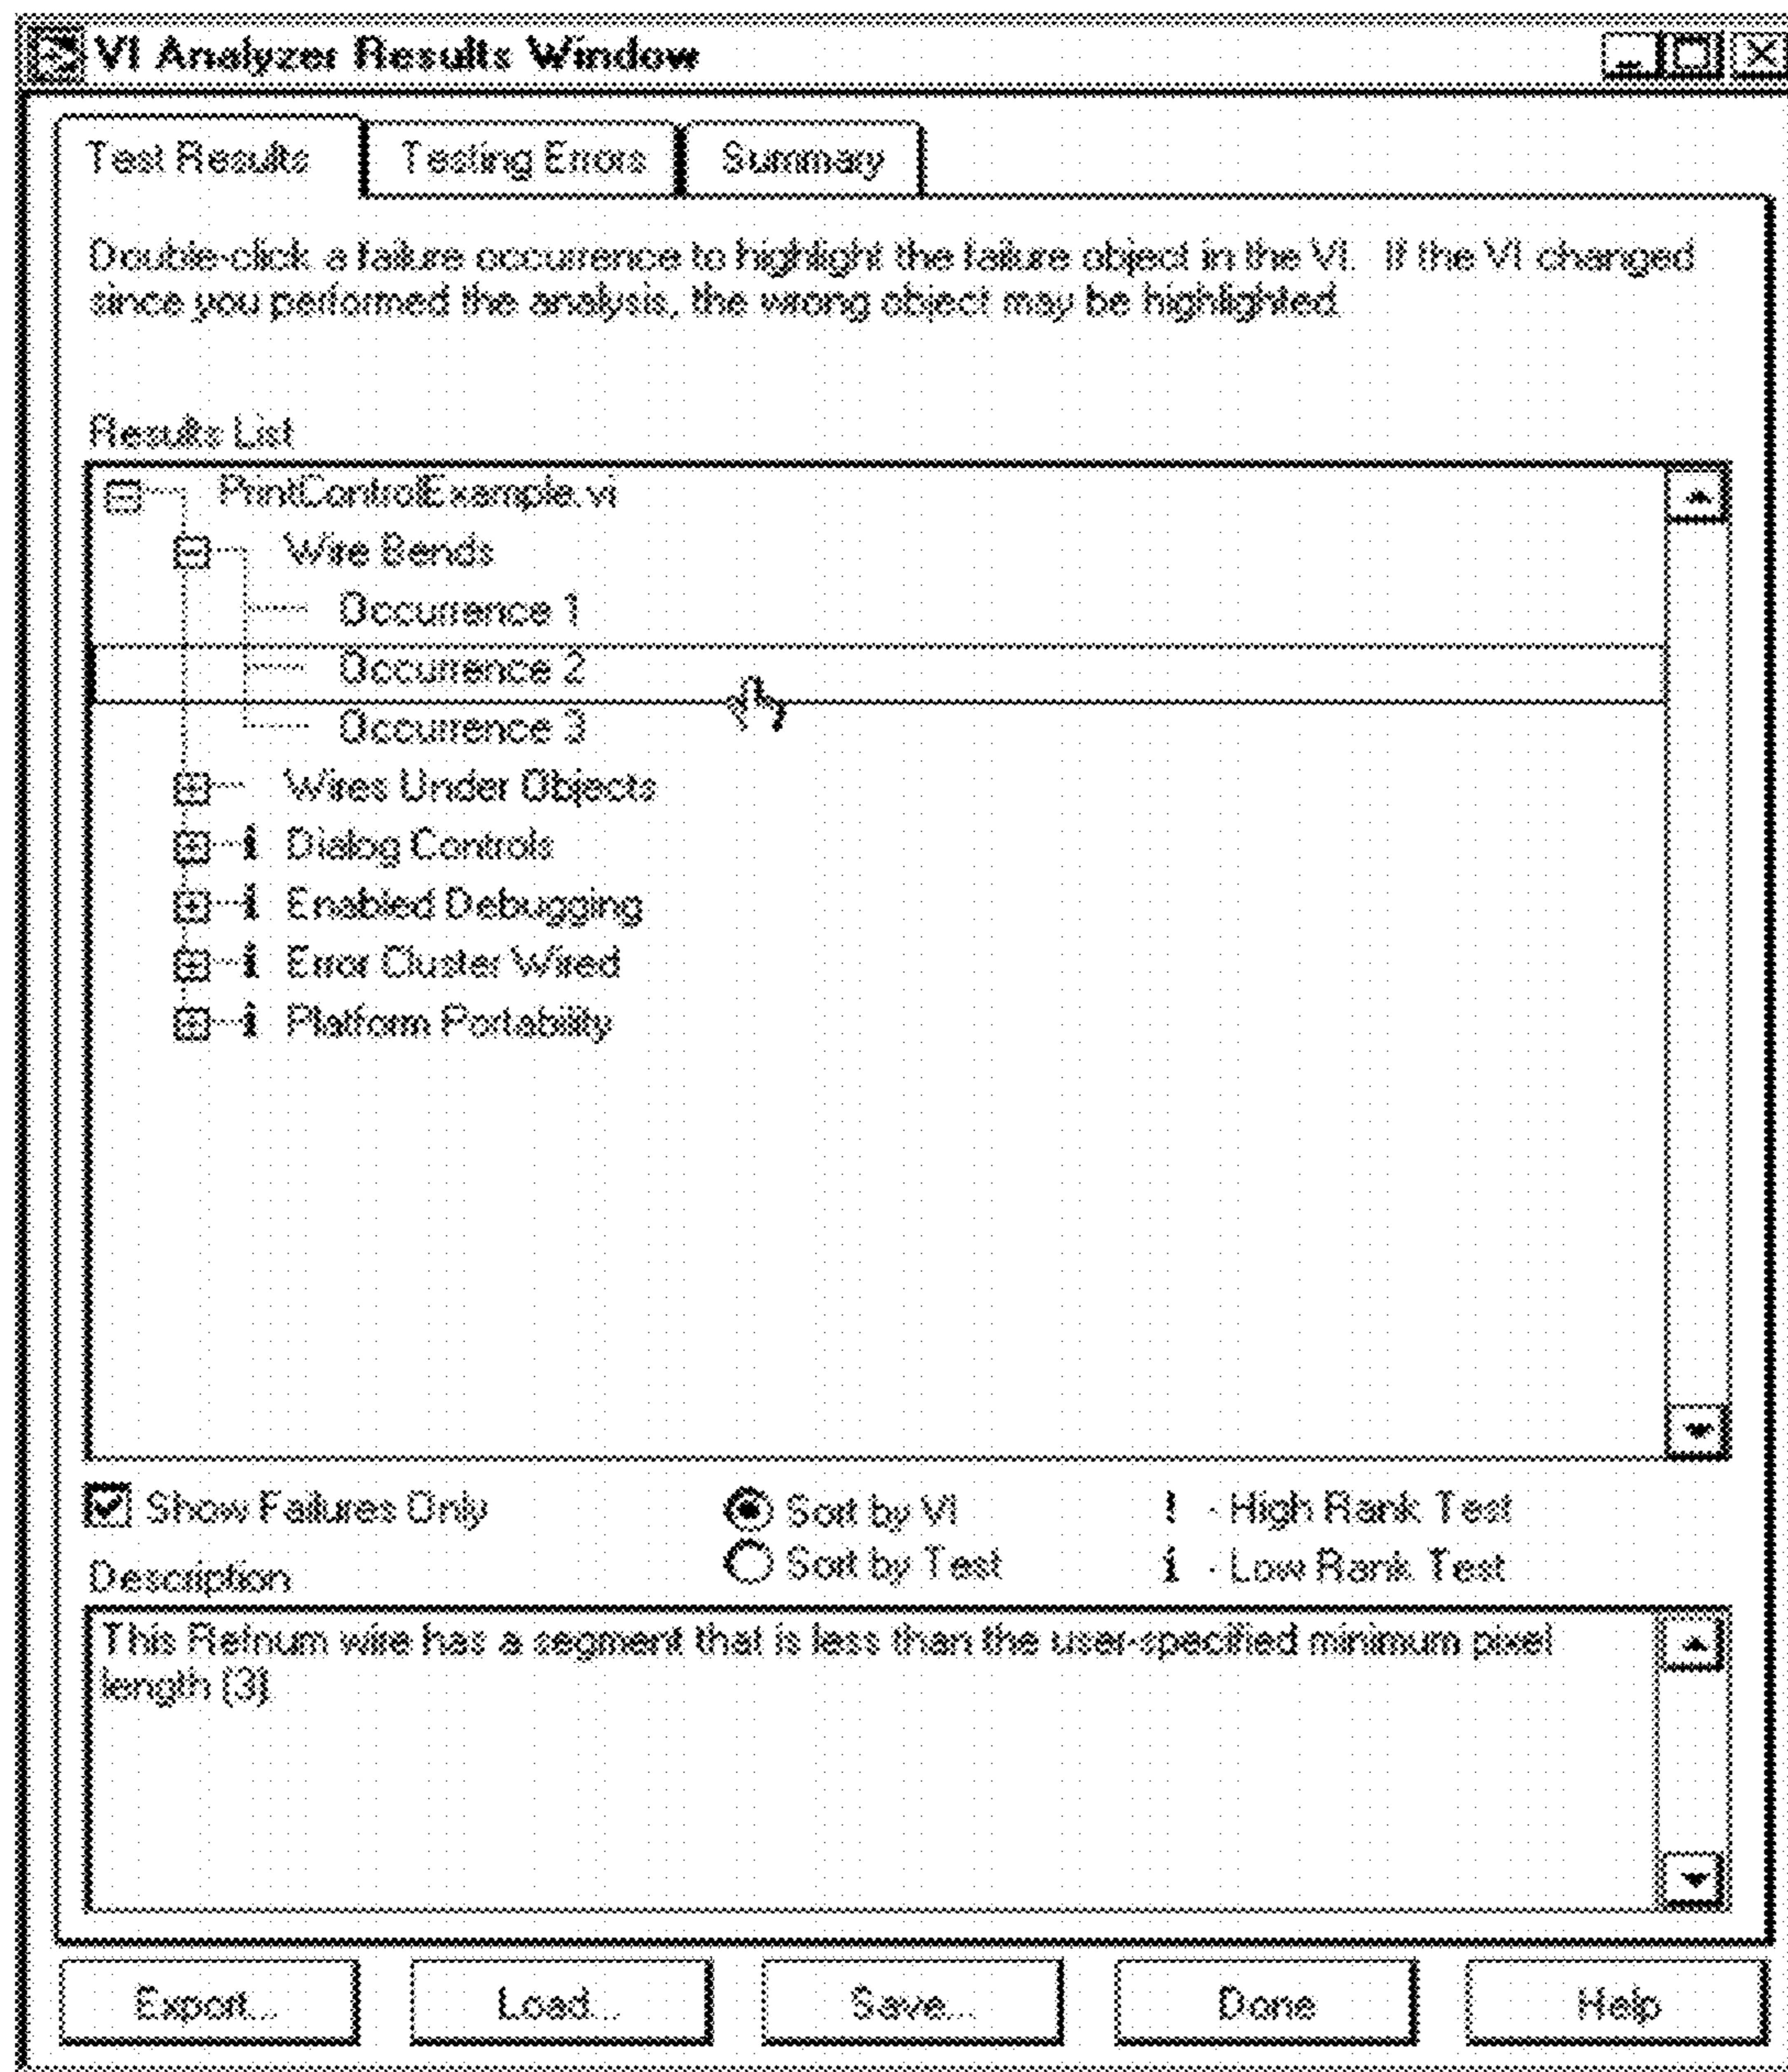 VI Analyzer Results Window
Test Results
Testing Errors
Summary
Double-click a failure occurrence to highlight the failure object in the VI. If the VI changed
since you performed the analysis, the wrong object may be highlighted.
Results List
PrintControlExample.vi
Wire Bends
Occurrence 1
Occurrence 2
Occurrence 3
Wires Under Objects
i Dialog Controls
i Enabled Debugging
i Error Cluster Wired
i Platform Portability
Show Failures Only
Sort by VI
! - High Rank Test
Sort by Test
i - Low Rank Test
Description
This Refnum wire has a segment that is less than the user-specified minimum pixel
length (3)
Export...
Load...
Save...
Done
Help